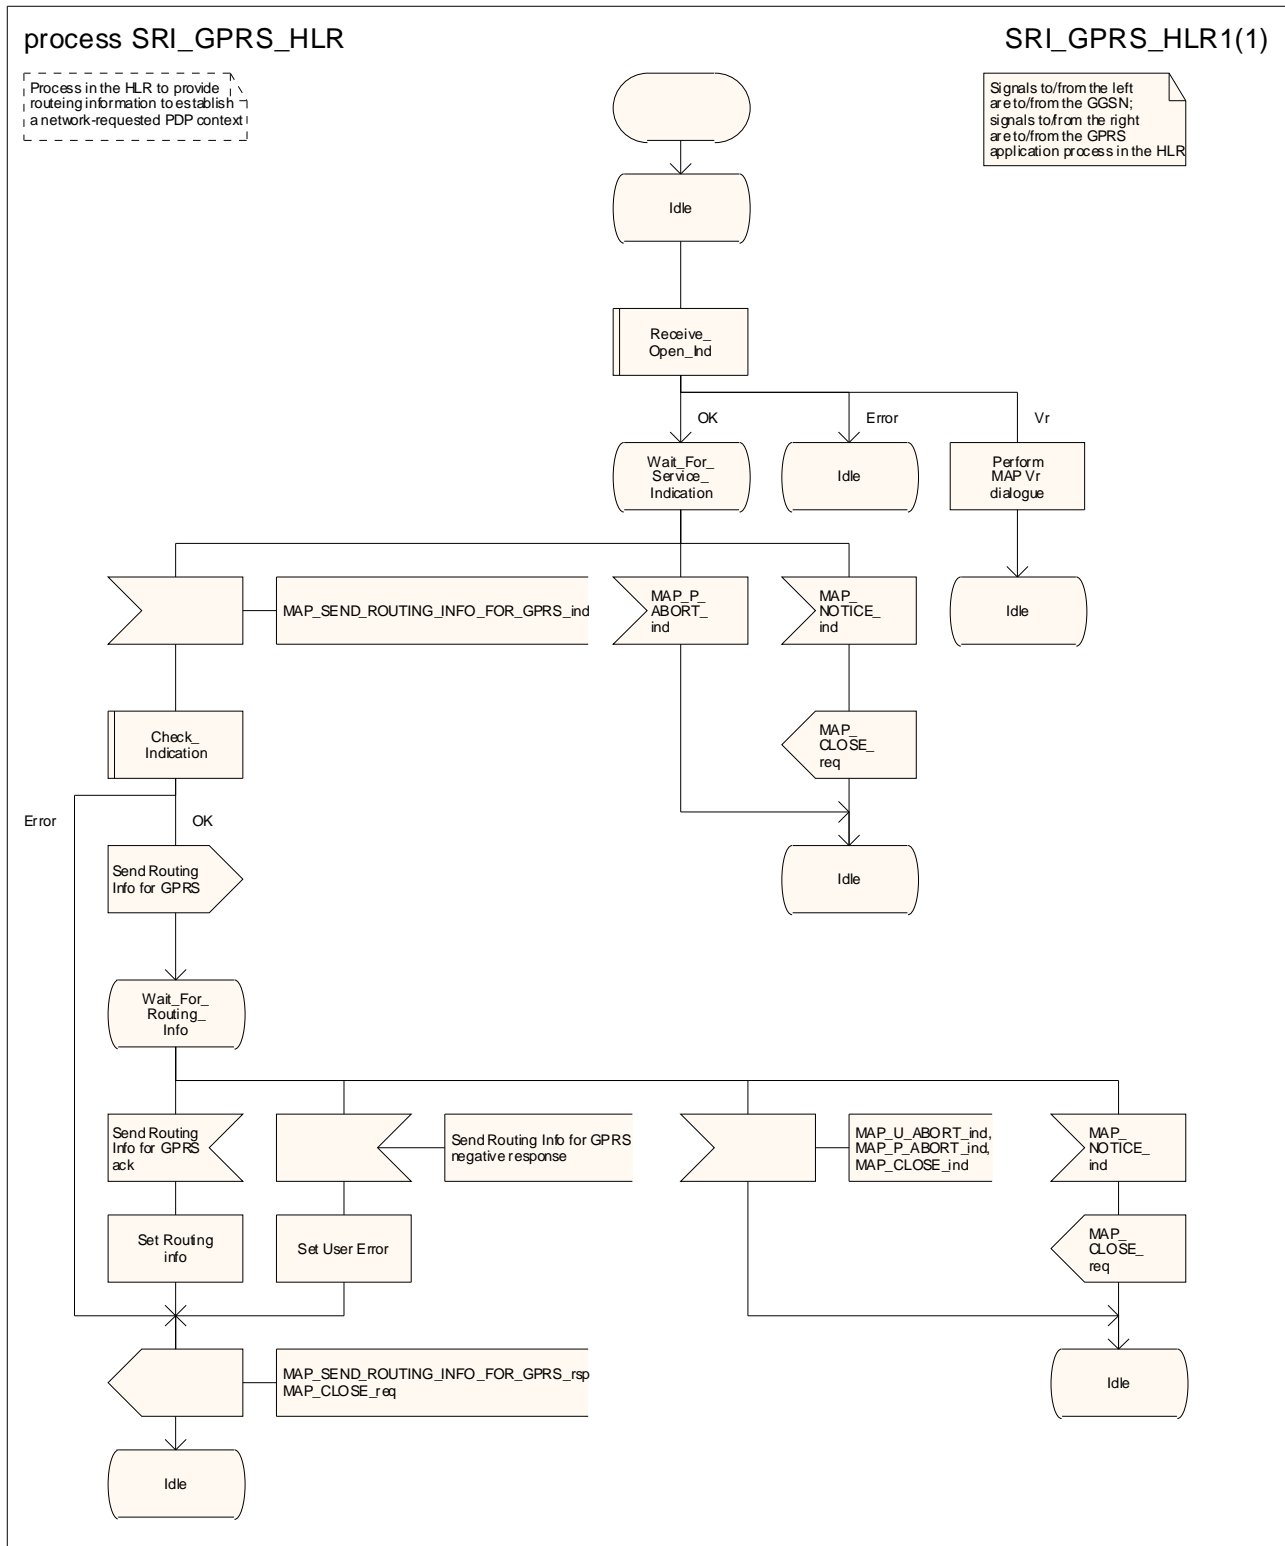 process SRI_GPRS_HLR
SRI_GPRS_HLR1(1)
Process in the HLR to provide
routeing information to establish
a network-requested PDP context
Signals to/from the left
are to/from the GGSN;
signals to/from the right
are to/from the GPRS
application process in the HLR
Idle
Receive_
Open_Ind
OK
Error
Vr
Wait_For_
Service_
Indication
Idle
Perform
MAP Vr
dialogue
MAP_SEND_ROUTING_INFO_FOR_GPRS_ind
MAP_P_
ABORT_
ind
MAP_
NOTICE_
ind
Idle
Check_
Indication
MAP_
CLOSE_
req
Error
OK
Send Routing
Info for GPRS
Idle
Wait_For_
Routing_
Info
Send Routing
Info for GPRS
ack
Send Routing Info for GPRS
negative response
MAP_U_ABORT_ind,
MAP_P_ABORT_ind,
MAP_CLOSE_ind
MAP_
NOTICE_
ind
Set Routing
info
Set User Error
MAP_
CLOSE_
req
MAP_SEND_ROUTING_INFO_FOR_GPRS_rsp
MAP_CLOSE_req
Idle
Idle